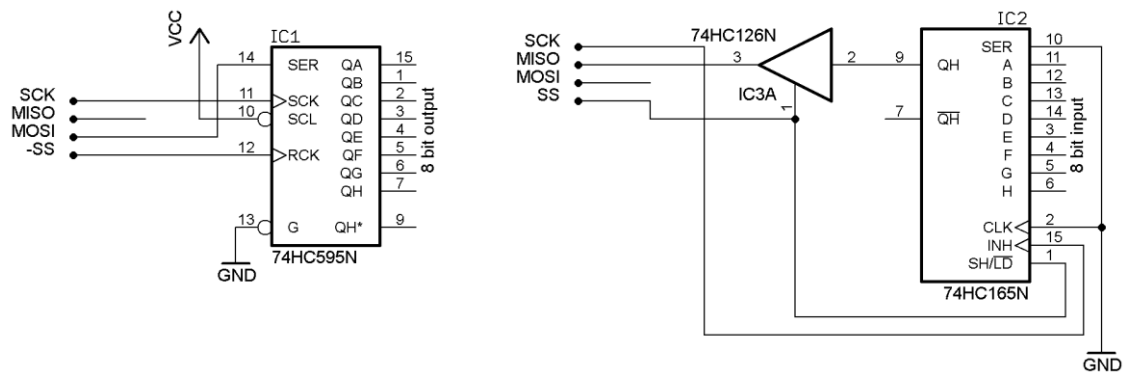 VCC
IC1
14
SER
QA
15
QB
1
SCK
11
SCK
QC
2
MISO
10
SCL
QD
3
MOSI
QE
4
-SS
12
RCK
QF
5
QG
6
QH
7
8 bit output
13
G
QH*
9
GND
74HC595N
IC2
74HC126N
SCK
MISO
MOSI
SS
3
2
1
IC3A
9
QH
7
QH
SER
10
A
11
B
12
C
13
D
14
E
3
F
4
G
5
H
6
8 bit input
CLK
2
INH
15
SH/LD
1
74HC165N
GND